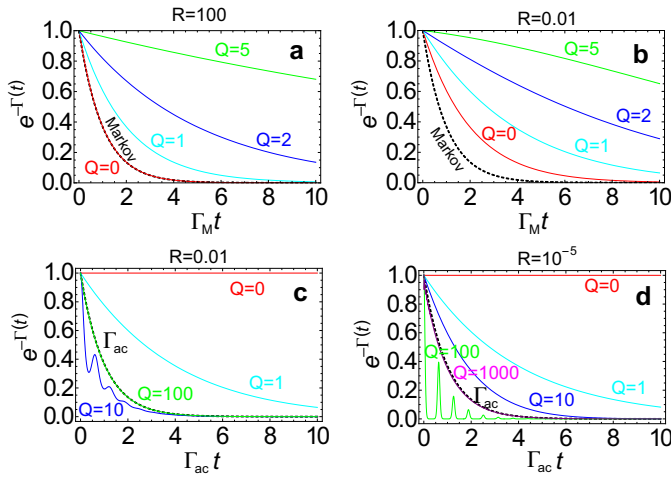 R=100
R=0.01
1.0
0.8
0.6
0.4
0.2
0.0
e^{-Γ(t)}
a
Q=5
Q=2
Q=1
Markov
Q=0
0 2 4 6 8 10
Γ_M t
1.0
0.8
0.6
0.4
0.2
0.0
e^{-Γ(t)}
b
Q=5
Q=2
Q=0
Q=1
Markov
0 2 4 6 8 10
Γ_M t
R=0.01
R=10^{-5}
1.0
0.8
0.6
0.4
0.2
0.0
e^{-Γ(t)}
c
Q=0
Γ_ac
Q=1
Q=100
Q=10
0 2 4 6 8 10
Γ_ac t
1.0
0.8
0.6
0.4
0.2
0.0
e^{-Γ(t)}
d
Q=0
Q=100
Q=1000
Γ_ac
Q=10
Q=1
0 2 4 6 8 10
Γ_ac t